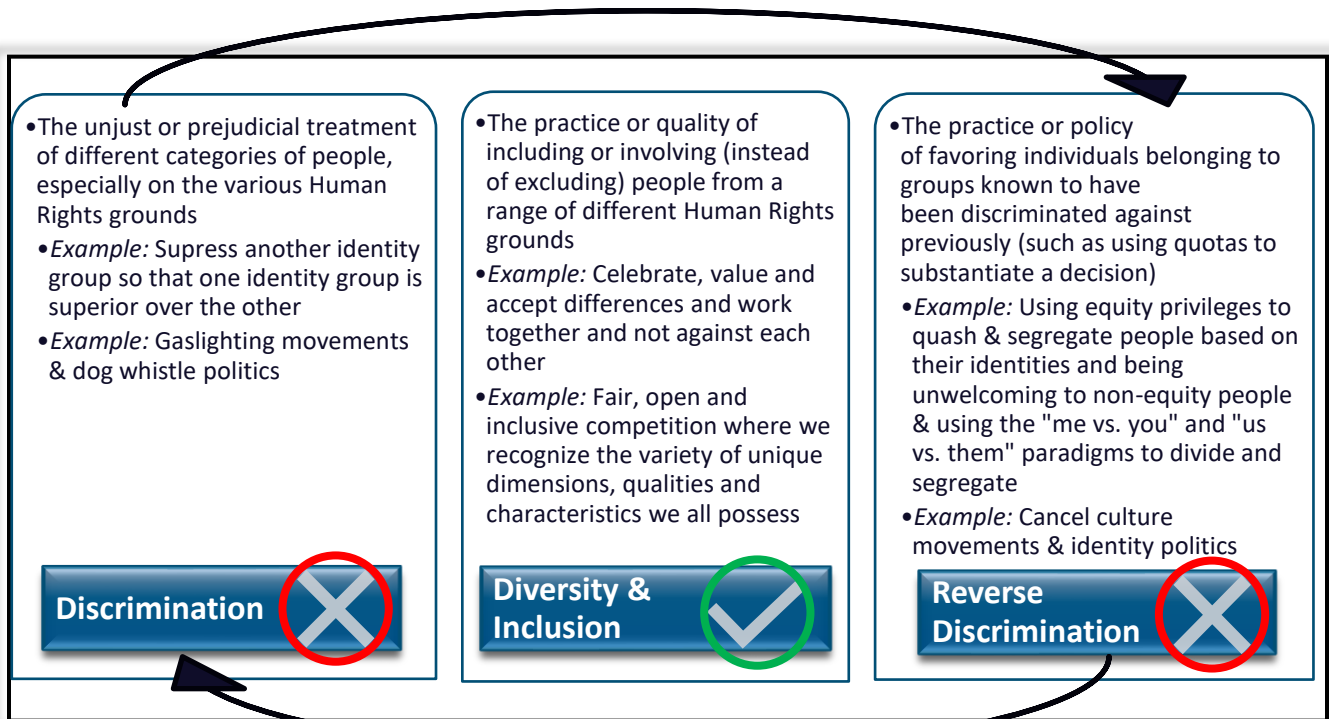 •The unjust or prejudicial treatment
of different categories of people,
especially on the various Human
Rights grounds
•Example: Supress another identity
group so that one identity group is
superior over the other
•Example: Gaslighting movements
& dog whistle politics
Discrimination
•The practice or quality of
including or involving (instead
of excluding) people from a
range of different Human Rights
grounds
•Example: Celebrate, value and
accept differences and work
together and not against each
other
•Example: Fair, open and
inclusive competition where we
recognize the variety of unique
dimensions, qualities and
characteristics we all possess
Diversity &
Inclusion
•The practice or policy
of favoring individuals belonging to
groups known to have
been discriminated against
previously (such as using quotas to
substantiate a decision)
•Example: Using equity privileges to
quash & segregate people based on
their identities and being
unwelcoming to non-equity people
& using the "me vs. you" and "us
vs. them" paradigms to divide and
segregate
•Example: Cancel culture
movements & identity politics
Reverse
Discrimination